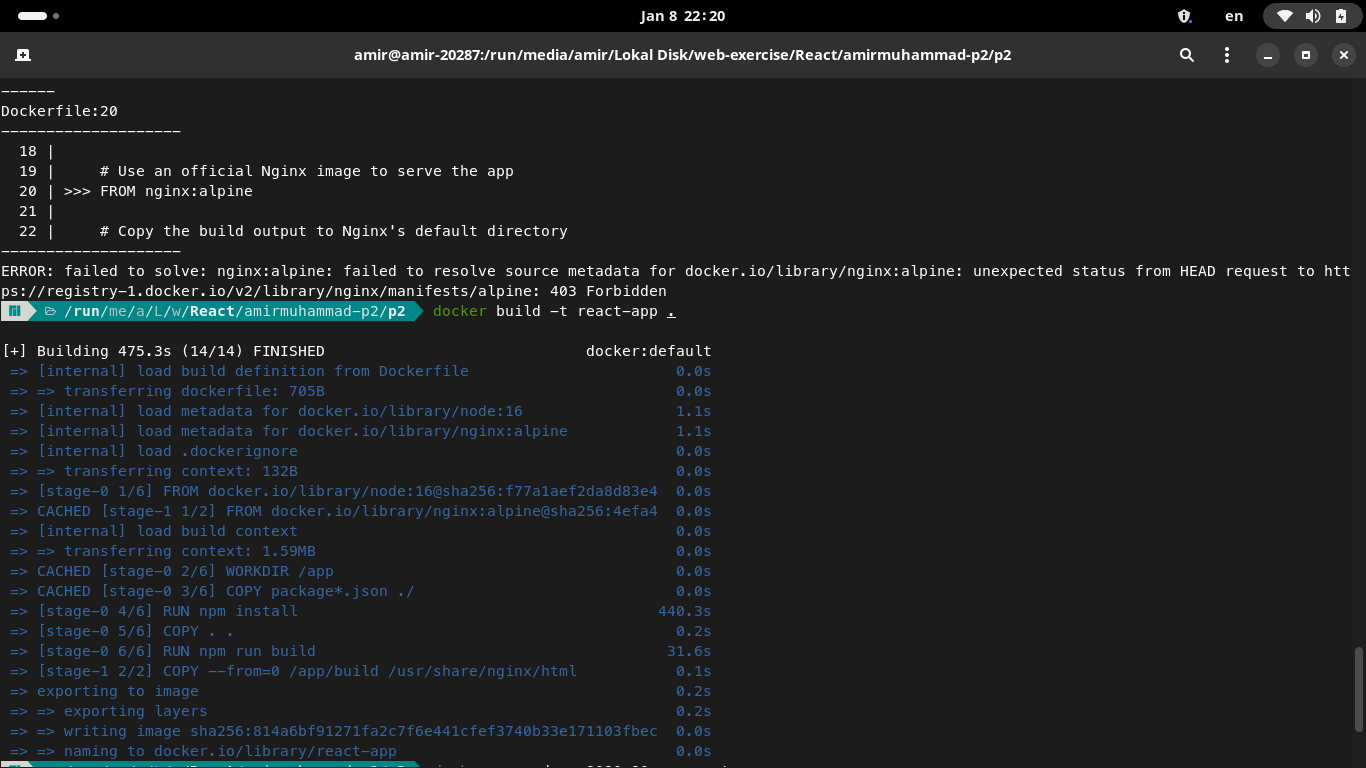 Jan 8 22:20
en
amir@amir-20287:/run/media/amir/Lokal Disk/web-exercise/React/amirmuhammad-p2/p2
------
Dockerfile:20
--------------------
18 |
19 |     # Use an official Nginx image to serve the app
20 | >>> FROM nginx:alpine
21 |
22 |     # Copy the build output to Nginx's default directory
--------------------
ERROR: failed to solve: nginx:alpine: failed to resolve source metadata for docker.io/library/nginx:alpine: unexpected status from HEAD request to htt
ps://registry-1.docker.io/v2/library/nginx/manifests/alpine: 403 Forbidden
/run/me/a/L/w/React/amirmuhammad-p2/p2 docker build -t react-app .
[+] Building 475.3s (14/14) FINISHED docker:default
=> [internal] load build definition from Dockerfile 0.0s
=> => transferring dockerfile: 705B 0.0s
=> [internal] load metadata for docker.io/library/node:16 1.1s
=> [internal] load metadata for docker.io/library/nginx:alpine 1.1s
=> [internal] load .dockerignore 0.0s
=> => transferring context: 132B 0.0s
=> [stage-0 1/6] FROM docker.io/library/node:16@sha256:f77a1aef2da8d83e4 0.0s
=> CACHED [stage-1 1/2] FROM docker.io/library/nginx:alpine@sha256:4efa4 0.0s
=> [internal] load build context 0.0s
=> => transferring context: 1.59MB 0.0s
=> CACHED [stage-0 2/6] WORKDIR /app 0.0s
=> CACHED [stage-0 3/6] COPY package*.json ./ 0.0s
=> [stage-0 4/6] RUN npm install 440.3s
=> [stage-0 5/6] COPY . . 0.2s
=> [stage-0 6/6] RUN npm run build 31.6s
=> [stage-1 2/2] COPY --from=0 /app/build /usr/share/nginx/html 0.1s
=> exporting to image 0.2s
=> => exporting layers 0.2s
=> => writing image sha256:814a6bf91271fa2c7f6e441cfef3740b33e171103fbec 0.0s
=> => naming to docker.io/library/react-app 0.0s